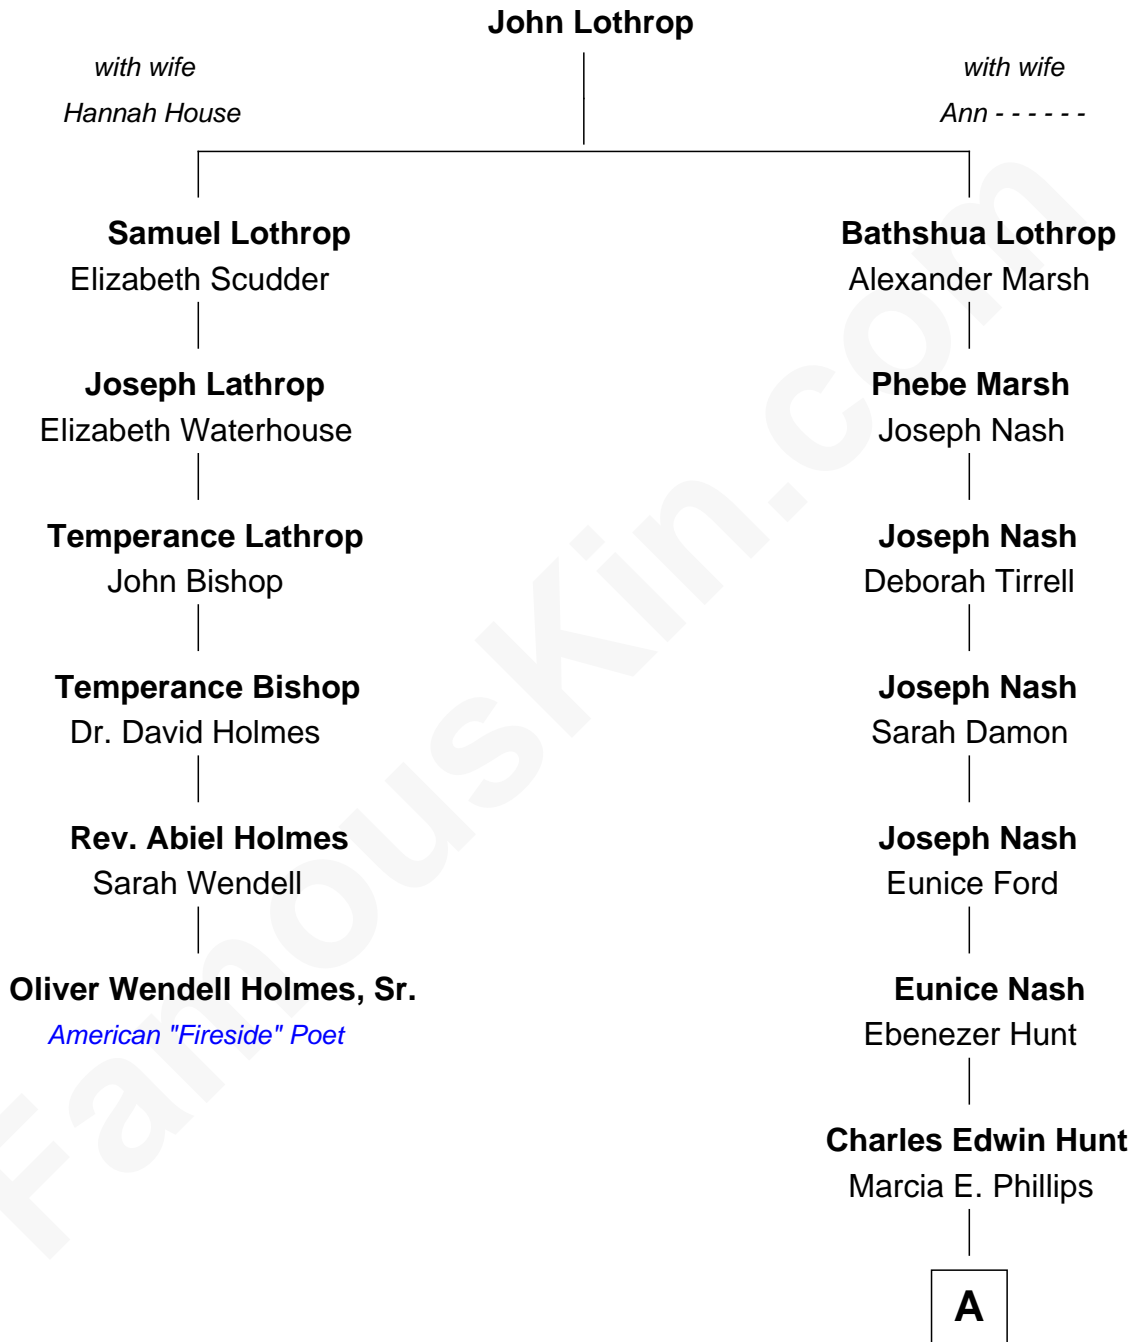 John Lothrop
with wife
Hannah House
with wife
Ann - - - - - -
Samuel Lothrop
Elizabeth Scudder
Bathshua Lothrop
Alexander Marsh
Joseph Lathrop
Elizabeth Waterhouse
Phebe Marsh
Joseph Nash
Temperance Lathrop
John Bishop
Joseph Nash
Deborah Tirrell
Temperance Bishop
Dr. David Holmes
Joseph Nash
Sarah Damon
Rev. Abiel Holmes
Sarah Wendell
Joseph Nash
Eunice Ford
Oliver Wendell Holmes, Sr.
American "Fireside" Poet
Eunice Nash
Ebenezer Hunt
Charles Edwin Hunt
Marcia E. Phillips
A
FamousKin.com